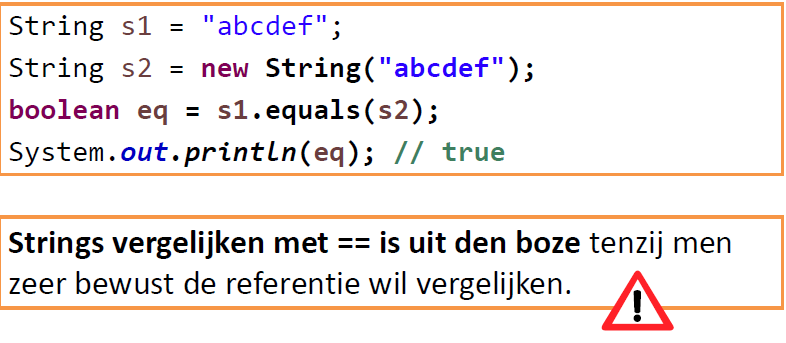 String s1 = "abcdef";
String s2 = new String("abcdef");
boolean eq = s1.equals(s2);
System.out.println(eq); // true
Strings vergelijken met == is uit den boze tenzij men
zeer bewust de referentie wil vergelijken.
!